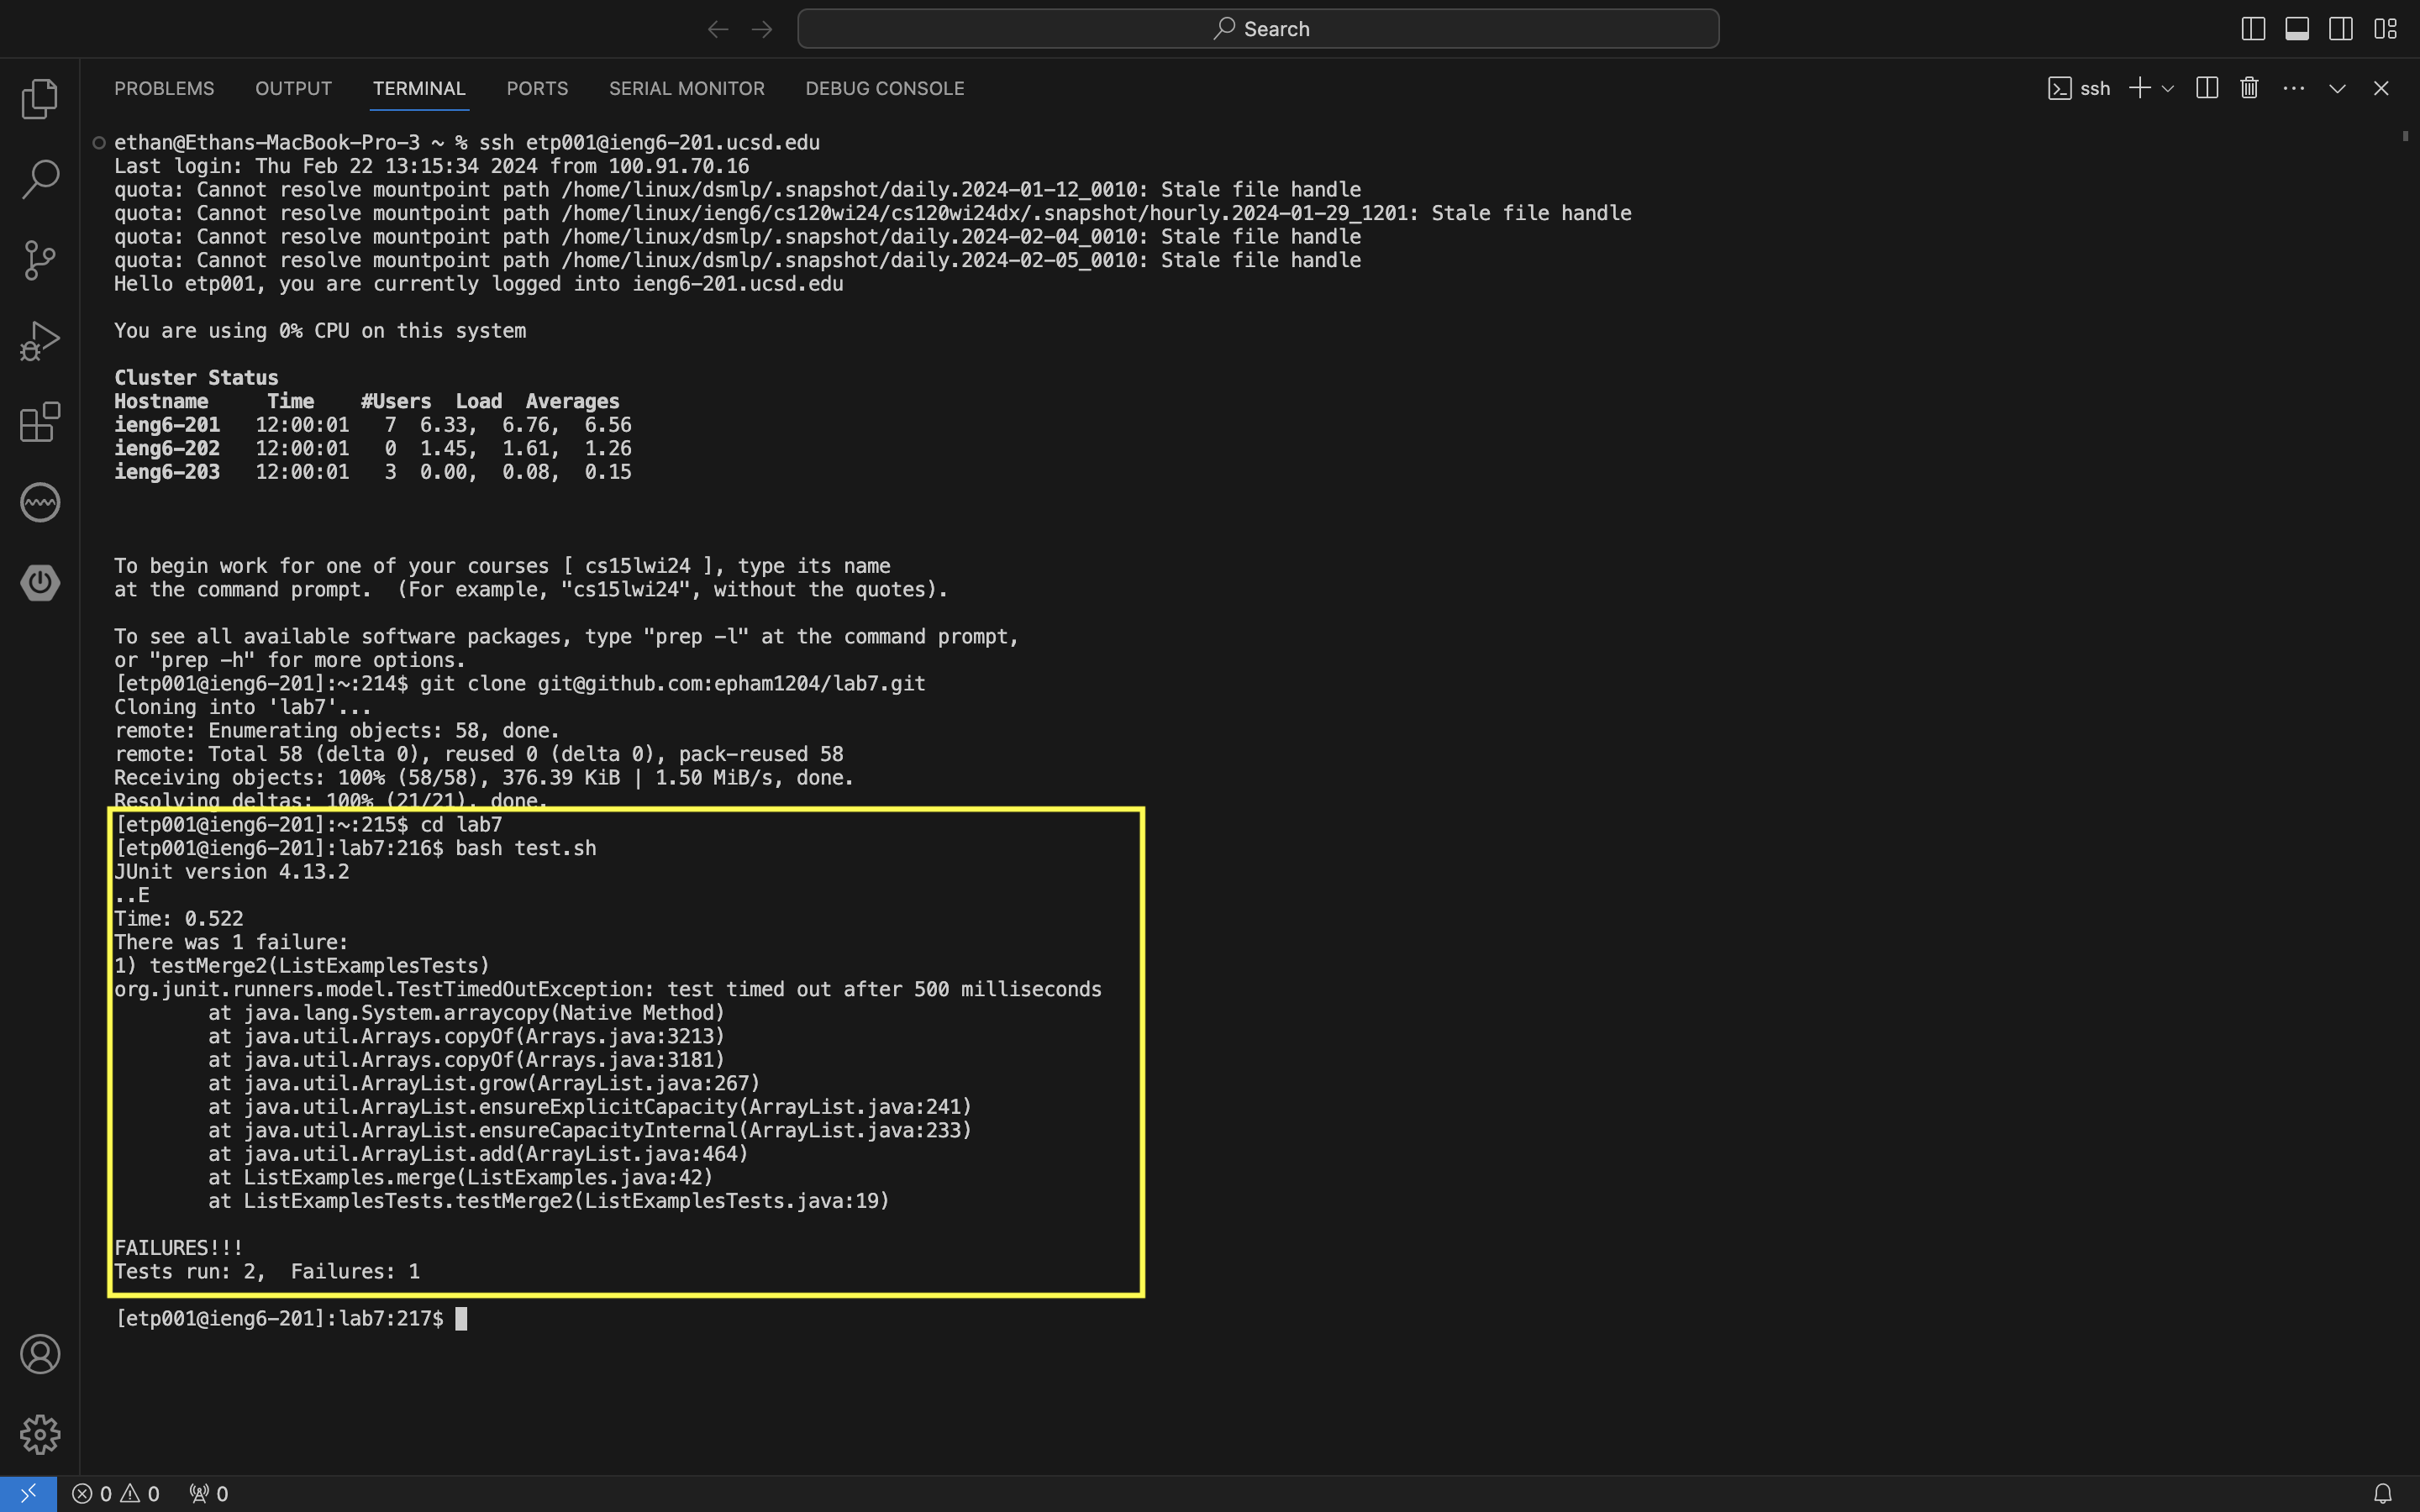 Search
PROBLEMS OUTPUT TERMINAL PORTS SERIAL MONITOR DEBUG CONSOLE ssh
ethan@Ethans-MacBook-Pro-3 ~ % ssh etp001@ieng6-201.ucsd.edu
Last login: Thu Feb 22 13:15:34 2024 from 100.91.70.16
quota: Cannot resolve mountpoint path /home/linux/dsmlp/.snapshot/daily.2024-01-12_0010: Stale file handle
quota: Cannot resolve mountpoint path /home/linux/ieng6/cs120wi24/cs120wi24dx/.snapshot/hourly.2024-01-29_1201: Stale file handle
quota: Cannot resolve mountpoint path /home/linux/dsmlp/.snapshot/daily.2024-02-04_0010: Stale file handle
quota: Cannot resolve mountpoint path /home/linux/dsmlp/.snapshot/daily.2024-02-05_0010: Stale file handle
Hello etp001, you are currently logged into ieng6-201.ucsd.edu
You are using 0% CPU on this system
Cluster Status
Hostname     Time    #Users  Load  Averages
ieng6-201   12:00:01   7  6.33,  6.76,  6.56
ieng6-202   12:00:01   0  1.45,  1.61,  1.26
ieng6-203   12:00:01   3  0.00,  0.08,  0.15
To begin work for one of your courses [ cs15lwi24 ], type its name
at the command prompt.  (For example, "cs15lwi24", without the quotes).
To see all available software packages, type "prep -l" at the command prompt,
or "prep -h" for more options.
[etp001@ieng6-201]:~:214$ git clone git@github.com:epham1204/lab7.git
Cloning into 'lab7'...
remote: Enumerating objects: 58, done.
remote: Total 58 (delta 0), reused 0 (delta 0), pack-reused 58
Receiving objects: 100% (58/58), 376.39 KiB | 1.50 MiB/s, done.
Resolving deltas: 100% (21/21), done.
[etp001@ieng6-201]:~:215$ cd lab7
[etp001@ieng6-201]:lab7:216$ bash test.sh
JUnit version 4.13.2
..E
Time: 0.522
There was 1 failure:
1) testMerge2(ListExamplesTests)
org.junit.runners.model.TestTimedOutException: test timed out after 500 milliseconds
        at java.lang.System.arraycopy(Native Method)
        at java.util.Arrays.copyOf(Arrays.java:3213)
        at java.util.Arrays.copyOf(Arrays.java:3181)
        at java.util.ArrayList.grow(ArrayList.java:267)
        at java.util.ArrayList.ensureExplicitCapacity(ArrayList.java:241)
        at java.util.ArrayList.ensureCapacityInternal(ArrayList.java:233)
        at java.util.ArrayList.add(ArrayList.java:464)
        at ListExamples.merge(ListExamples.java:42)
        at ListExamplesTests.testMerge2(ListExamplesTests.java:19)
FAILURES!!!
Tests run: 2,  Failures: 1
[etp001@ieng6-201]:lab7:217$
0 0 0